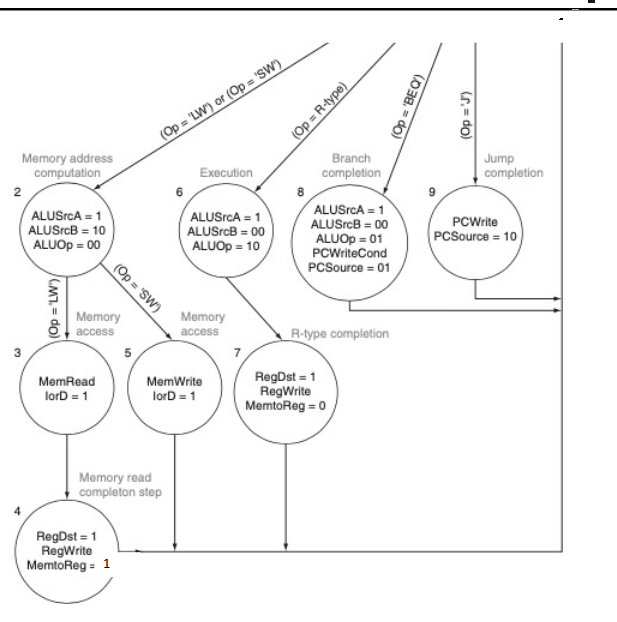 (Op = 'LW') or (Op = 'SW')
(Op = R-type)
(Op = 'BEQ')
(Op = 'J')
Memory address
computation
2
ALUSrcA = 1
ALUSrcB = 10
ALUOp = 00
Execution
6
ALUSrcA = 1
ALUSrcB = 00
ALUOp = 10
Branch
completion
8
ALUSrcA = 1
ALUSrcB = 00
ALUOp = 01
PCWriteCond
PCSource = 01
Jump
completion
9
PCWrite
PCSource = 10
(Op = 'LW')
(Op = 'SW')
Memory
access
3
MemRead
IorD = 1
Memory
access
5
MemWrite
IorD = 1
R-type completion
7
RegDst = 1
RegWrite
MemtoReg = 0
Memory read
completon step
4
RegDst = 1
RegWrite
MemtoReg = 1